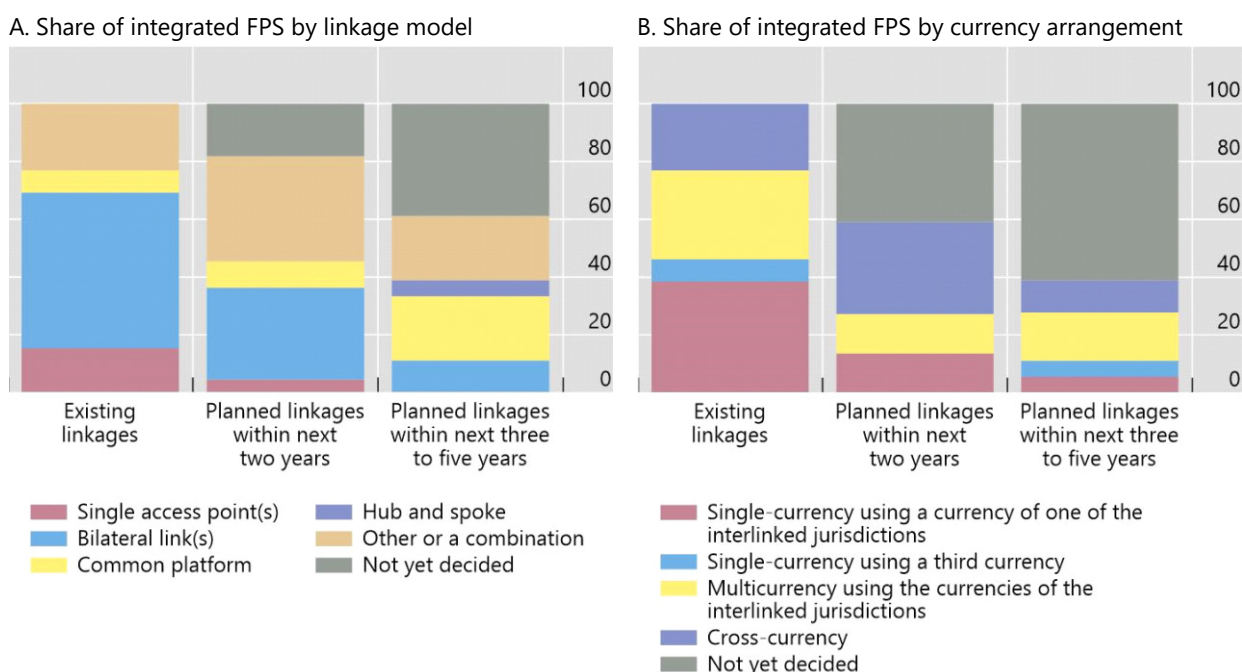 A. Share of integrated FPS by linkage model
100
80
60
40
20
0
Existing
linkages
Planned linkages
within next
two years
Planned linkages
within next three
to five years
Single access point(s)
Bilateral link(s)
Common platform
Hub and spoke
Other or a combination
Not yet decided
B. Share of integrated FPS by currency arrangement
100
80
60
40
20
0
Existing
linkages
Planned linkages
within next
two years
Planned linkages
within next three
to five years
Single-currency using a currency of one of the
interlinked jurisdictions
Single-currency using a third currency
Multicurrency using the currencies of the
interlinked jurisdictions
Cross-currency
Not yet decided